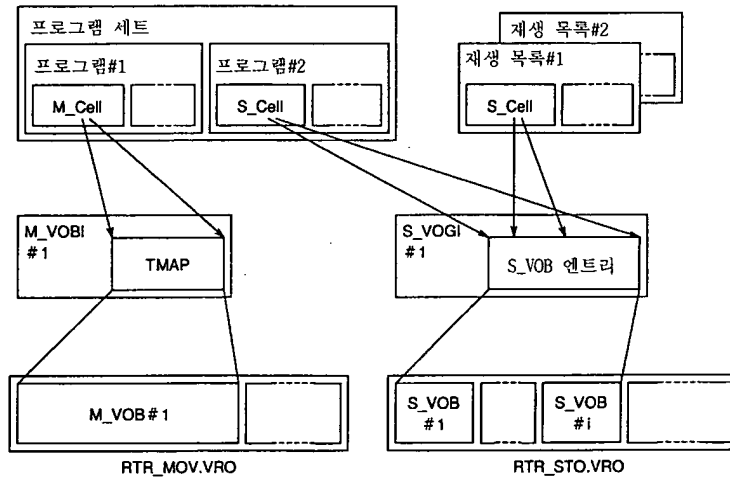 프로그램 세트
프로그램#1
M_Cell
프로그램#2
S_Cell
재생 목록#2
재생 목록#1
S_Cell
M_VOBI
#1
TMAP
S_VOGI
#1
S_VOB 엔트리
M_VOB#1
S_VOB
#1
S_VOB
#i
RTR_MOV.VRO
RTR_STO.VRO